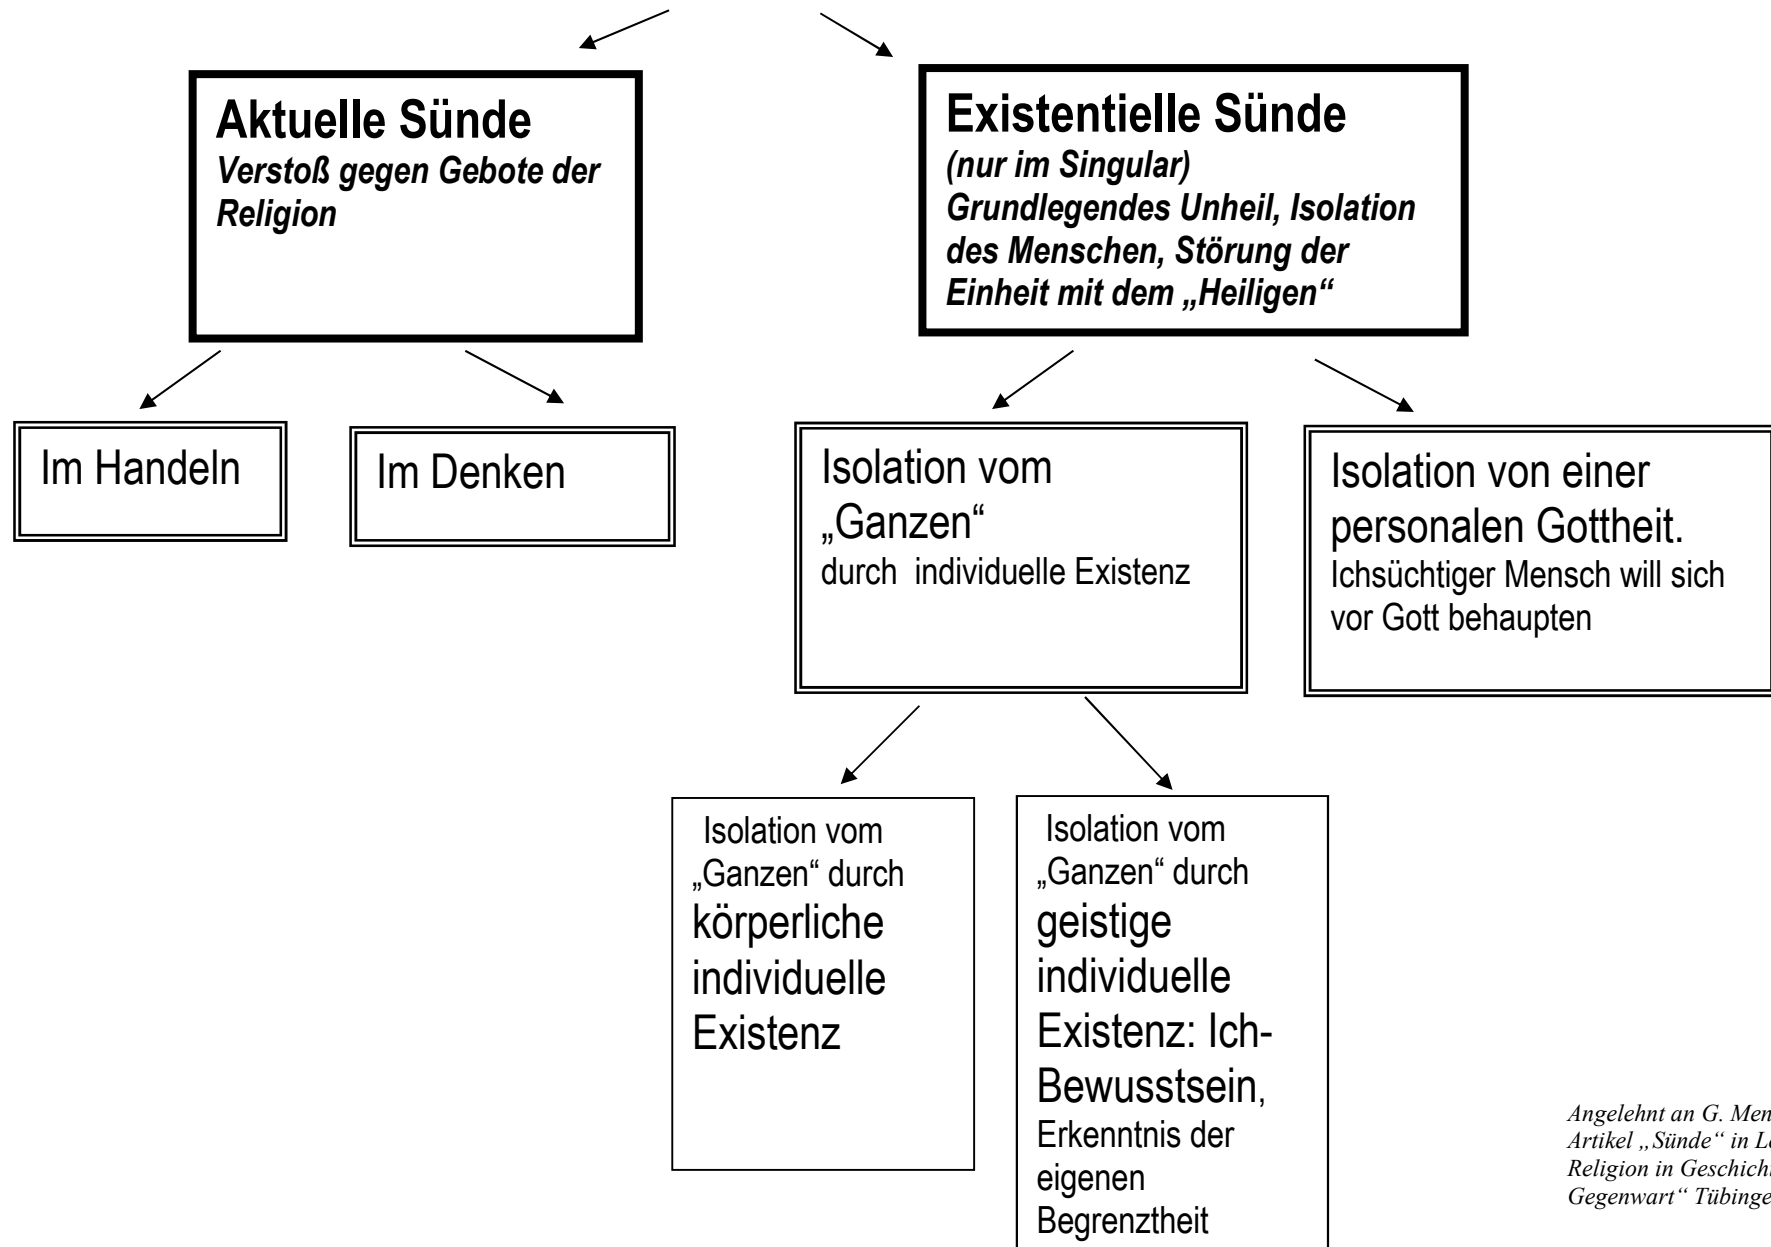 Aktuelle Sünde
Verstoß gegen Gebote der
Religion
Existentielle Sünde
(nur im Singular)
Grundlegendes Unheil, Isolation
des Menschen, Störung der
Einheit mit dem „Heiligen“
Im Handeln
Im Denken
Isolation vom
„Ganzen“
durch individuelle Existenz
Isolation von einer
personalen Gottheit.
Ichsüchtiger Mensch will sich
vor Gott behaupten
Isolation vom
„Ganzen“ durch
körperliche
individuelle
Existenz
Isolation vom
„Ganzen“ durch
geistige
individuelle
Existenz: Ich-
Bewusstsein,
Erkenntnis der
eigenen
Begrenztheit
Angelehnt an G. Men
Artikel „Sünde“ in
Religion in
Gegenwart“